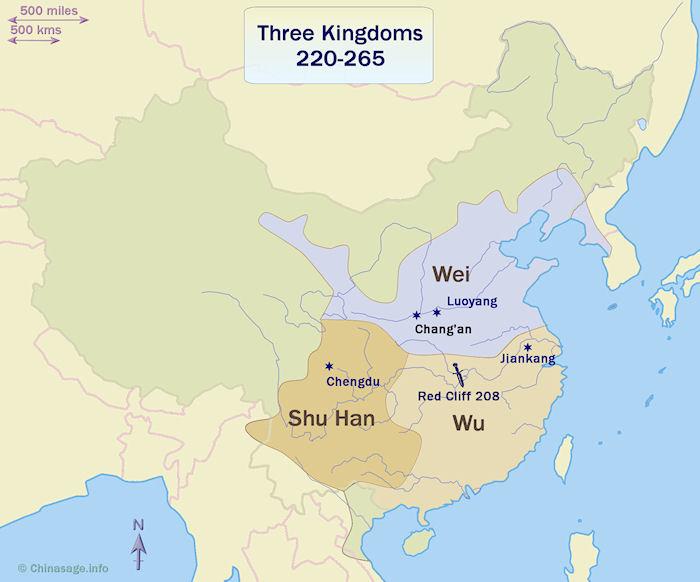 500 miles
500 kms
Three Kingdoms
220-265
Wei
Luoyang
Chang'an
Jiankang
Chengdu
Red Cliff 208
Shu Han
Wu
N
© Chinasage.info